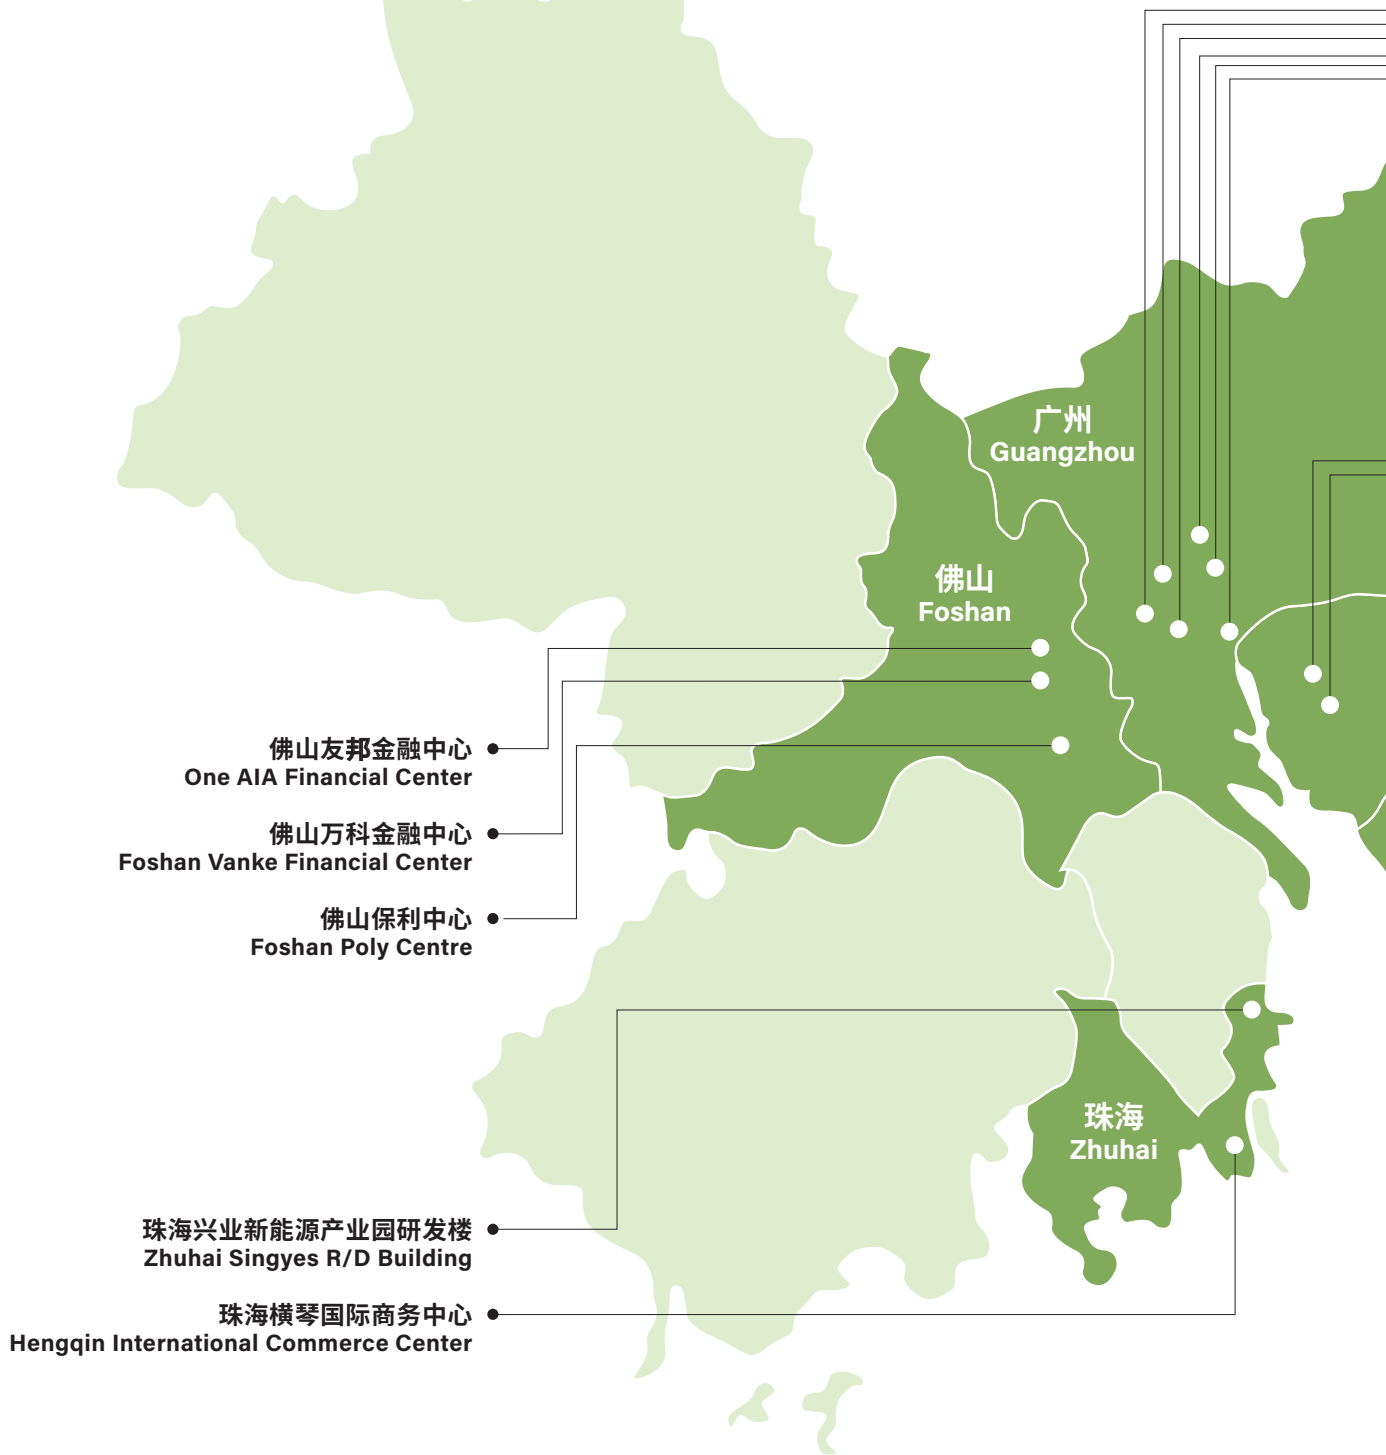 广州
Guangzhou
佛山
Foshan
佛山友邦金融中心
One AIA Financial Center
佛山万科金融中心
Foshan Vanke Financial Center
佛山保利中心
Foshan Poly Centre
珠海
Zhuhai
珠海兴业新能源产业园研发楼
Zhuhai Singyes R/D Building
珠海横琴国际商务中心
Hengqin International Commerce Center